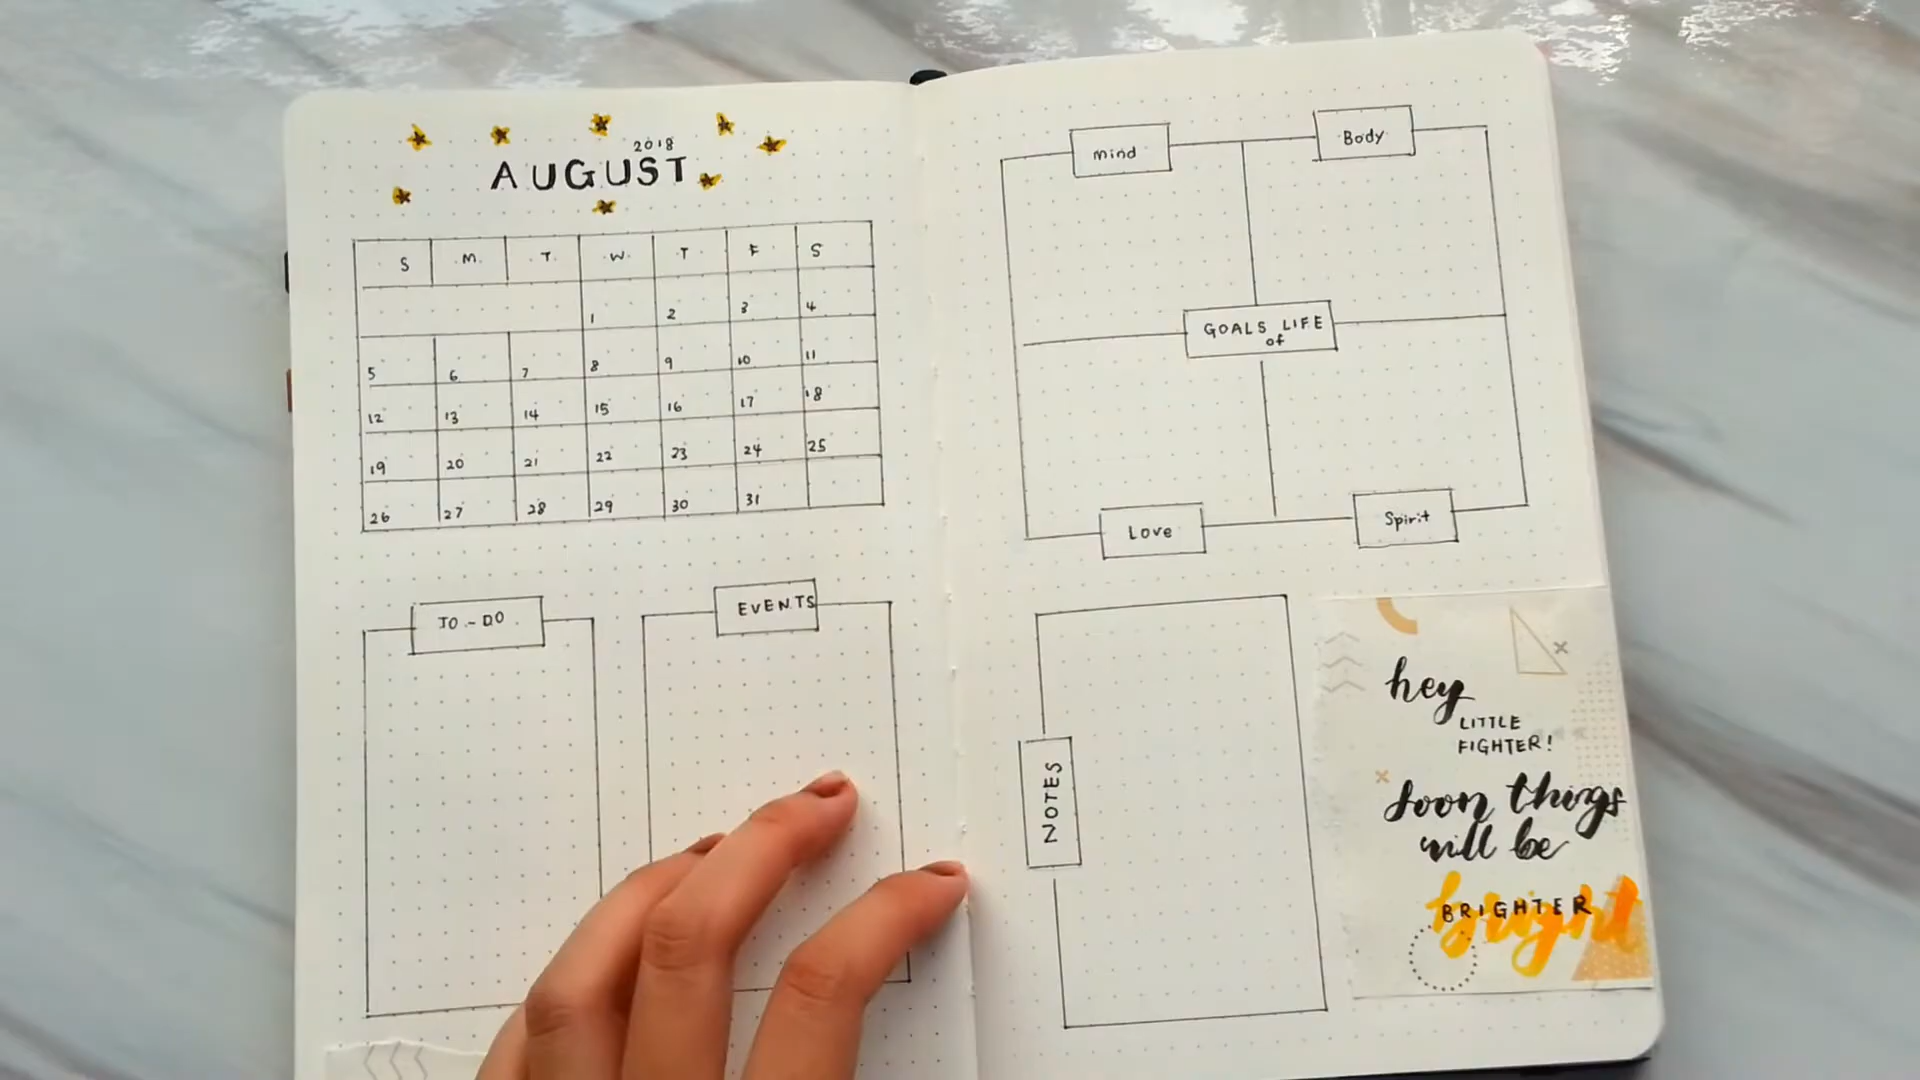 2018
AUGUST
S M T W T F S
1 2 3 4
5 6 7 8 9 10 11
12 13 14 15 16 17 18
19 20 21 22 23 24 25
26 27 28 29 30 31
TO-DO
EVENTS
mind
Body
GOALS LIFE
of
Love
Spirit
NOTES
hey
LITTLE
FIGHTER!
soon things
will be
bright
BRIGHTER